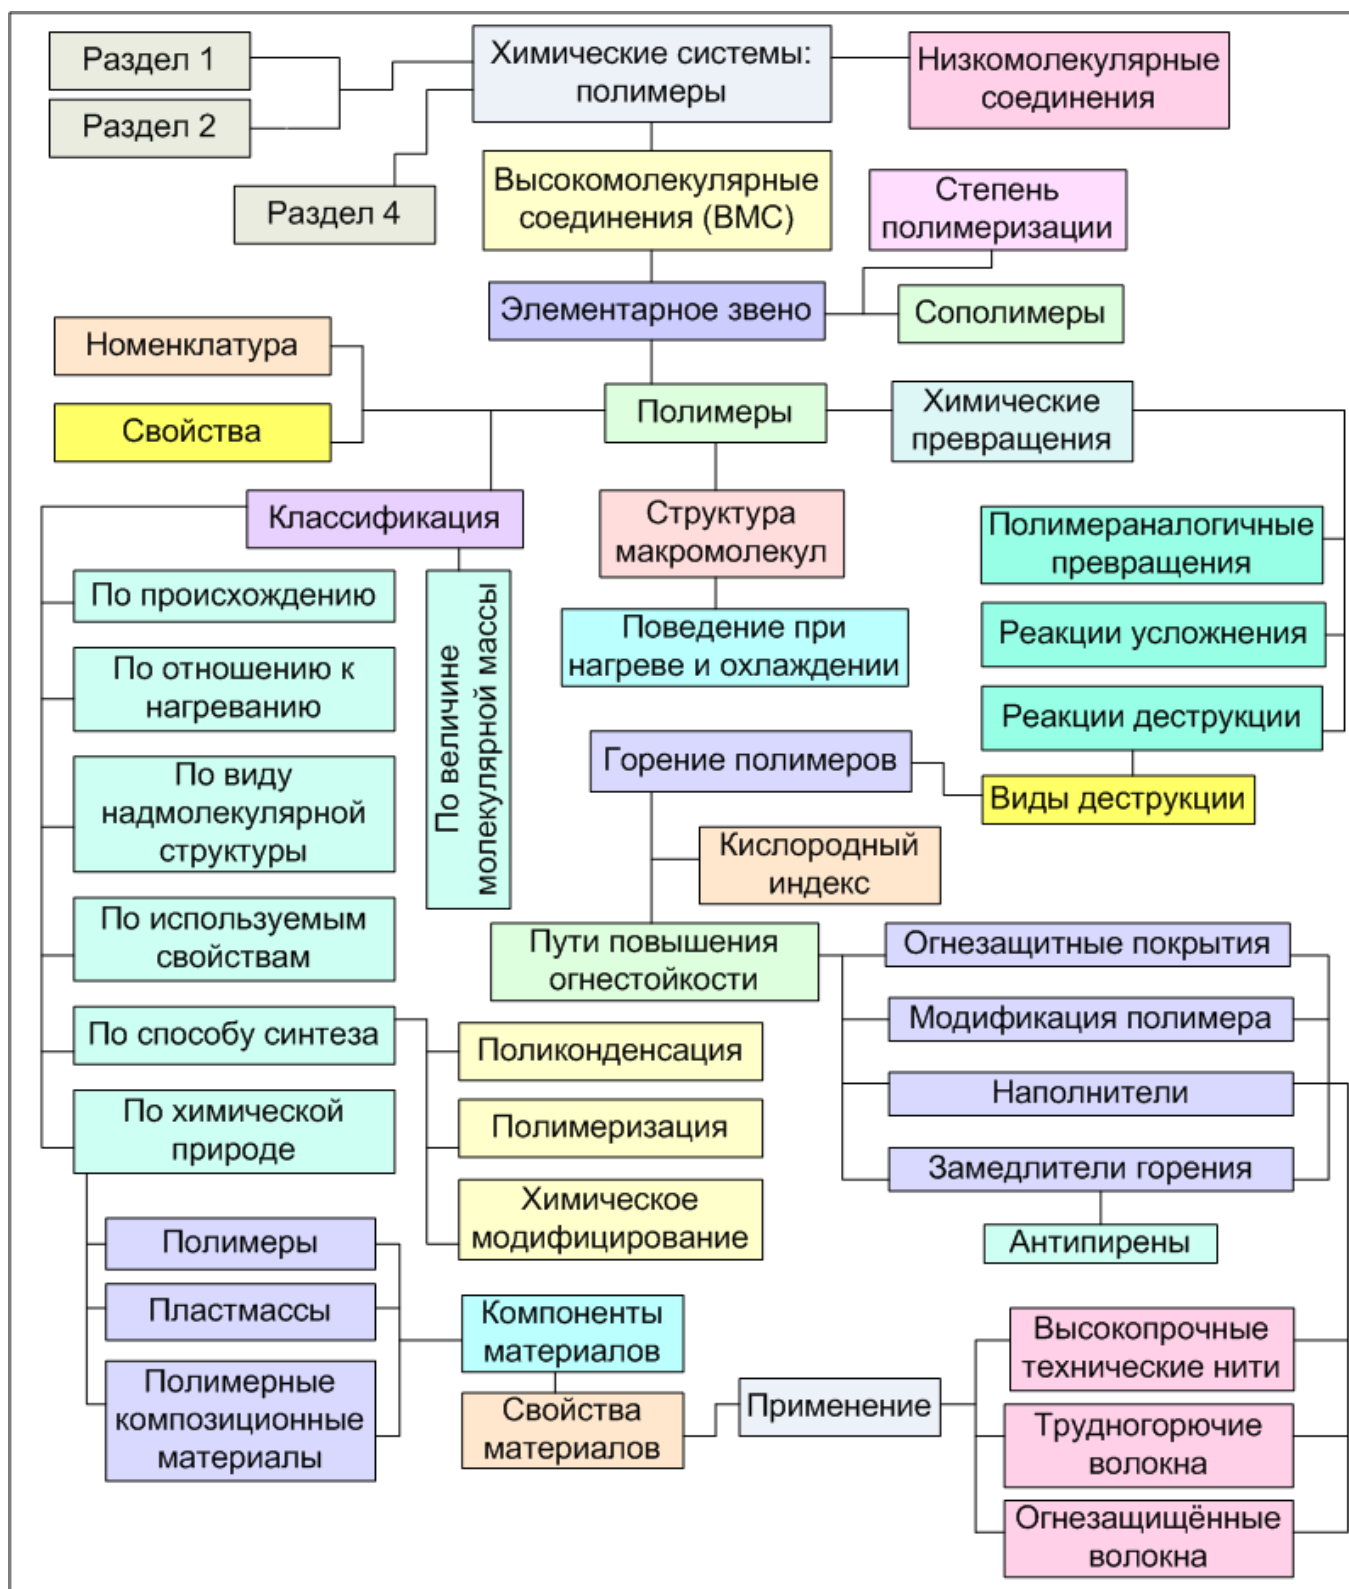 Раздел 1
Раздел 2
Раздел 4
Химические системы:
полимеры
Низкомолекулярные
соединения
Высокомолекулярные
соединения (ВМС)
Степень
полимеризации
Элементарное звено
Сополимеры
Номенклатура
Свойства
Полимеры
Химические
превращения
Классификация
Структура
макромолекул
Полимераналогичные
превращения
По происхождению
По величине
молекулярной массы
Поведение при
нагреве и охлаждении
Реакции усложнения
По отношению к
нагреванию
Реакции деструкции
Горение полимеров
Виды деструкции
По виду
надмолекулярной
структуры
Кислородный
индекс
По используемым
свойствам
Пути повышения
огнестойкости
Огнезащитные покрытия
Модификация полимера
Наполнители
Замедлители горения
Антипирены
По способу синтеза
Поликонденсация
Полимеризация
Химическое
модифицирование
По химической
природе
Полимеры
Пластмассы
Полимерные
композиционные
материалы
Компоненты
материалов
Свойства
материалов
Применение
Высокопрочные
технические нити
Трудногорючие
волокна
Огнезащищённые
волокна